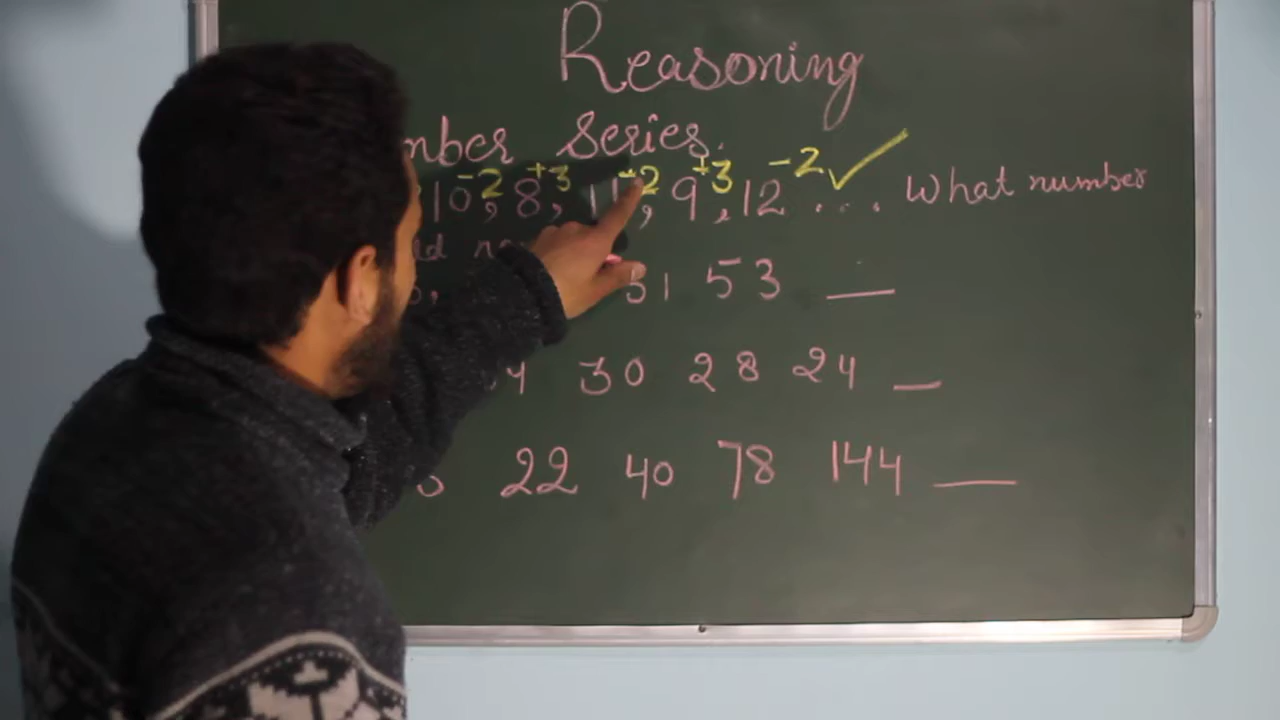 Reasoning
mber Series.
-2 +3 -2 +3 -2
10, 8, 11, 9, 12 ... What number
31 53 __
30 28 24 __
22 40 78 144 __